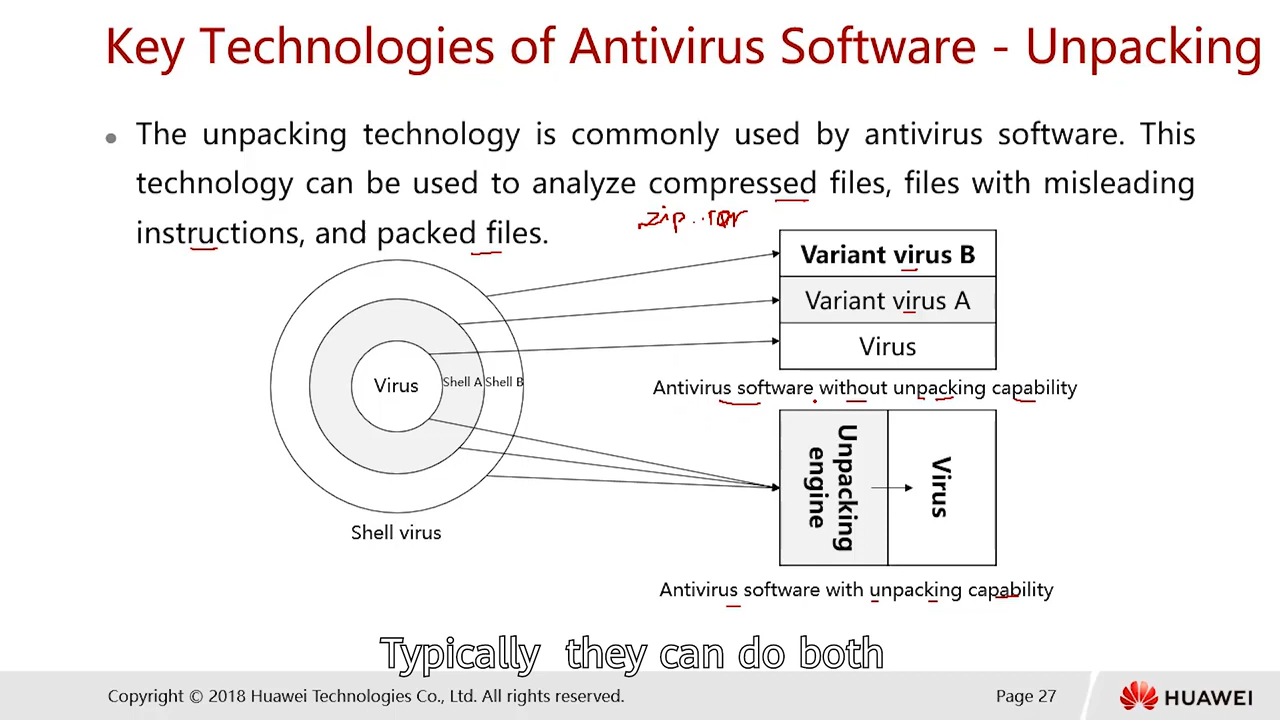 Key Technologies of Antivirus Software - Unpacking
• The unpacking technology is commonly used by antivirus software. This
technology can be used to analyze compressed files, files with misleading
instructions, and packed files.
.zip .rar
Variant virus B
Variant virus A
Virus
Virus
Shell A
Shell B
Antivirus software without unpacking capability
Unpacking
engine
Virus
Shell virus
Antivirus software with unpacking capability
Typically they can do both
Copyright © 2018 Huawei Technologies Co., Ltd. All rights reserved.
Page 27
HUAWEI